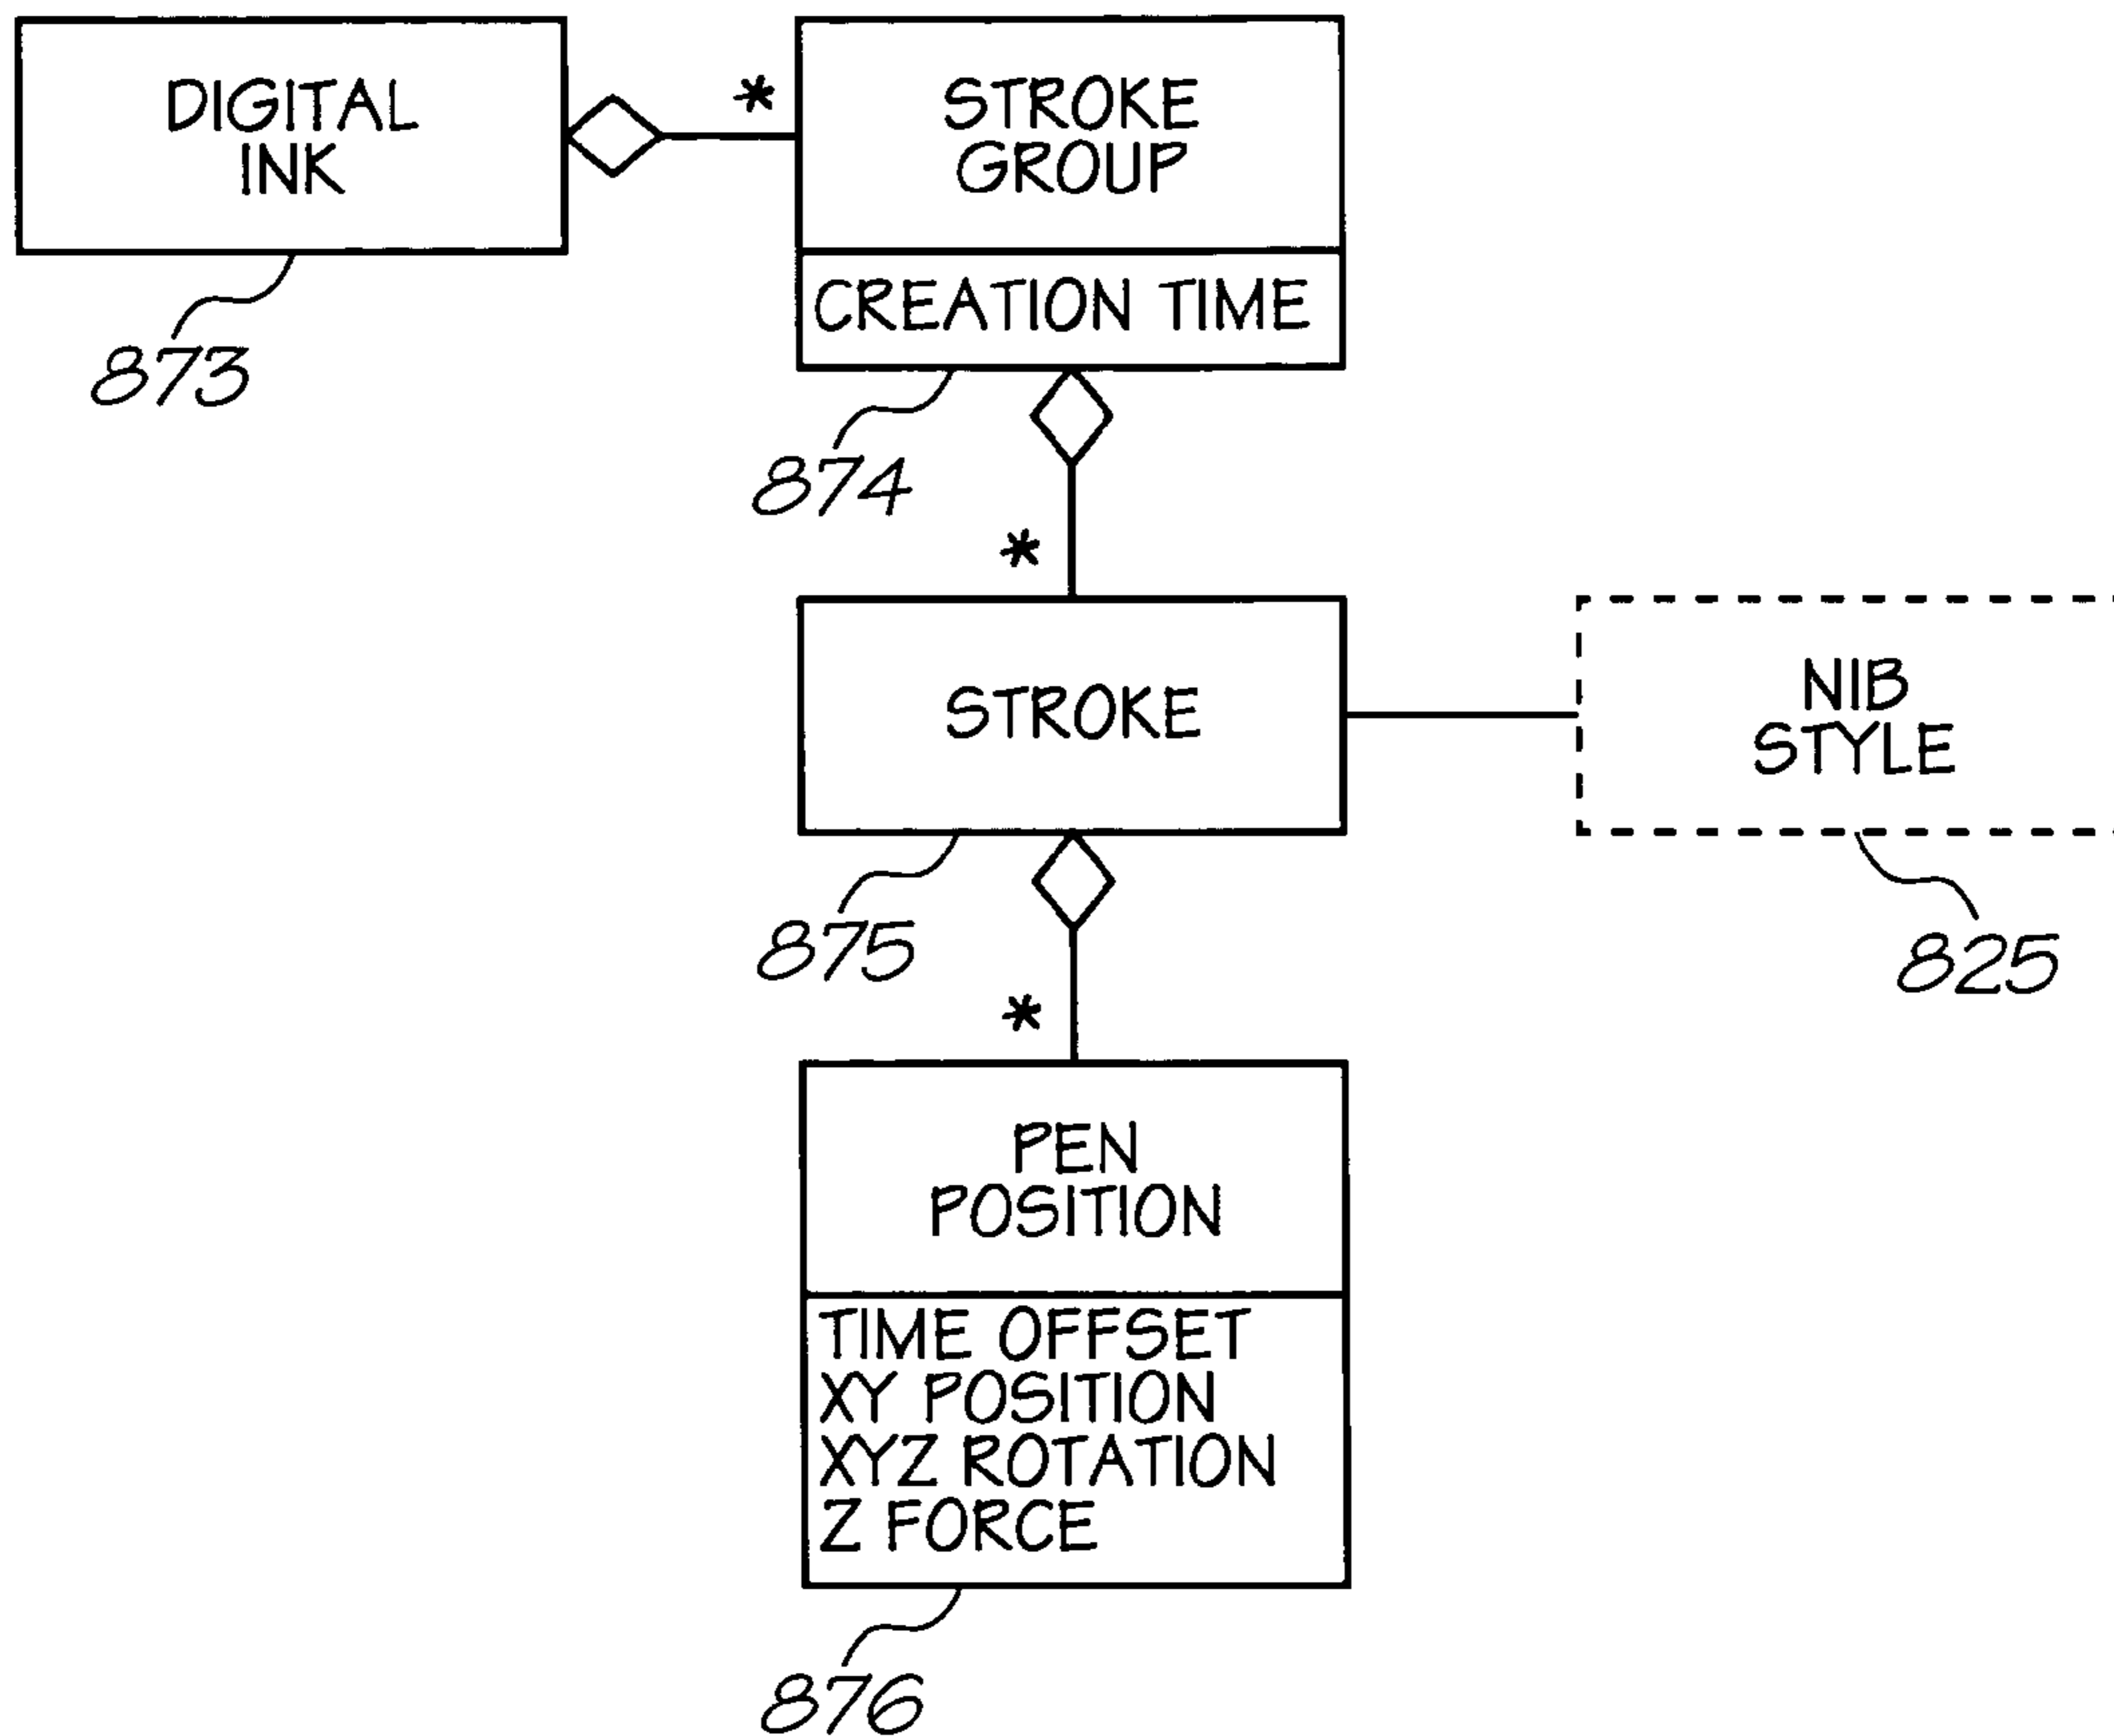 DIGITAL
INK
*
STROKE
GROUP
CREATION TIME
873
874
*
STROKE
NIB
STYLE
875
825
*
PEN
POSITION
TIME OFFSET
XY POSITION
XYZ ROTATION
Z FORCE
876